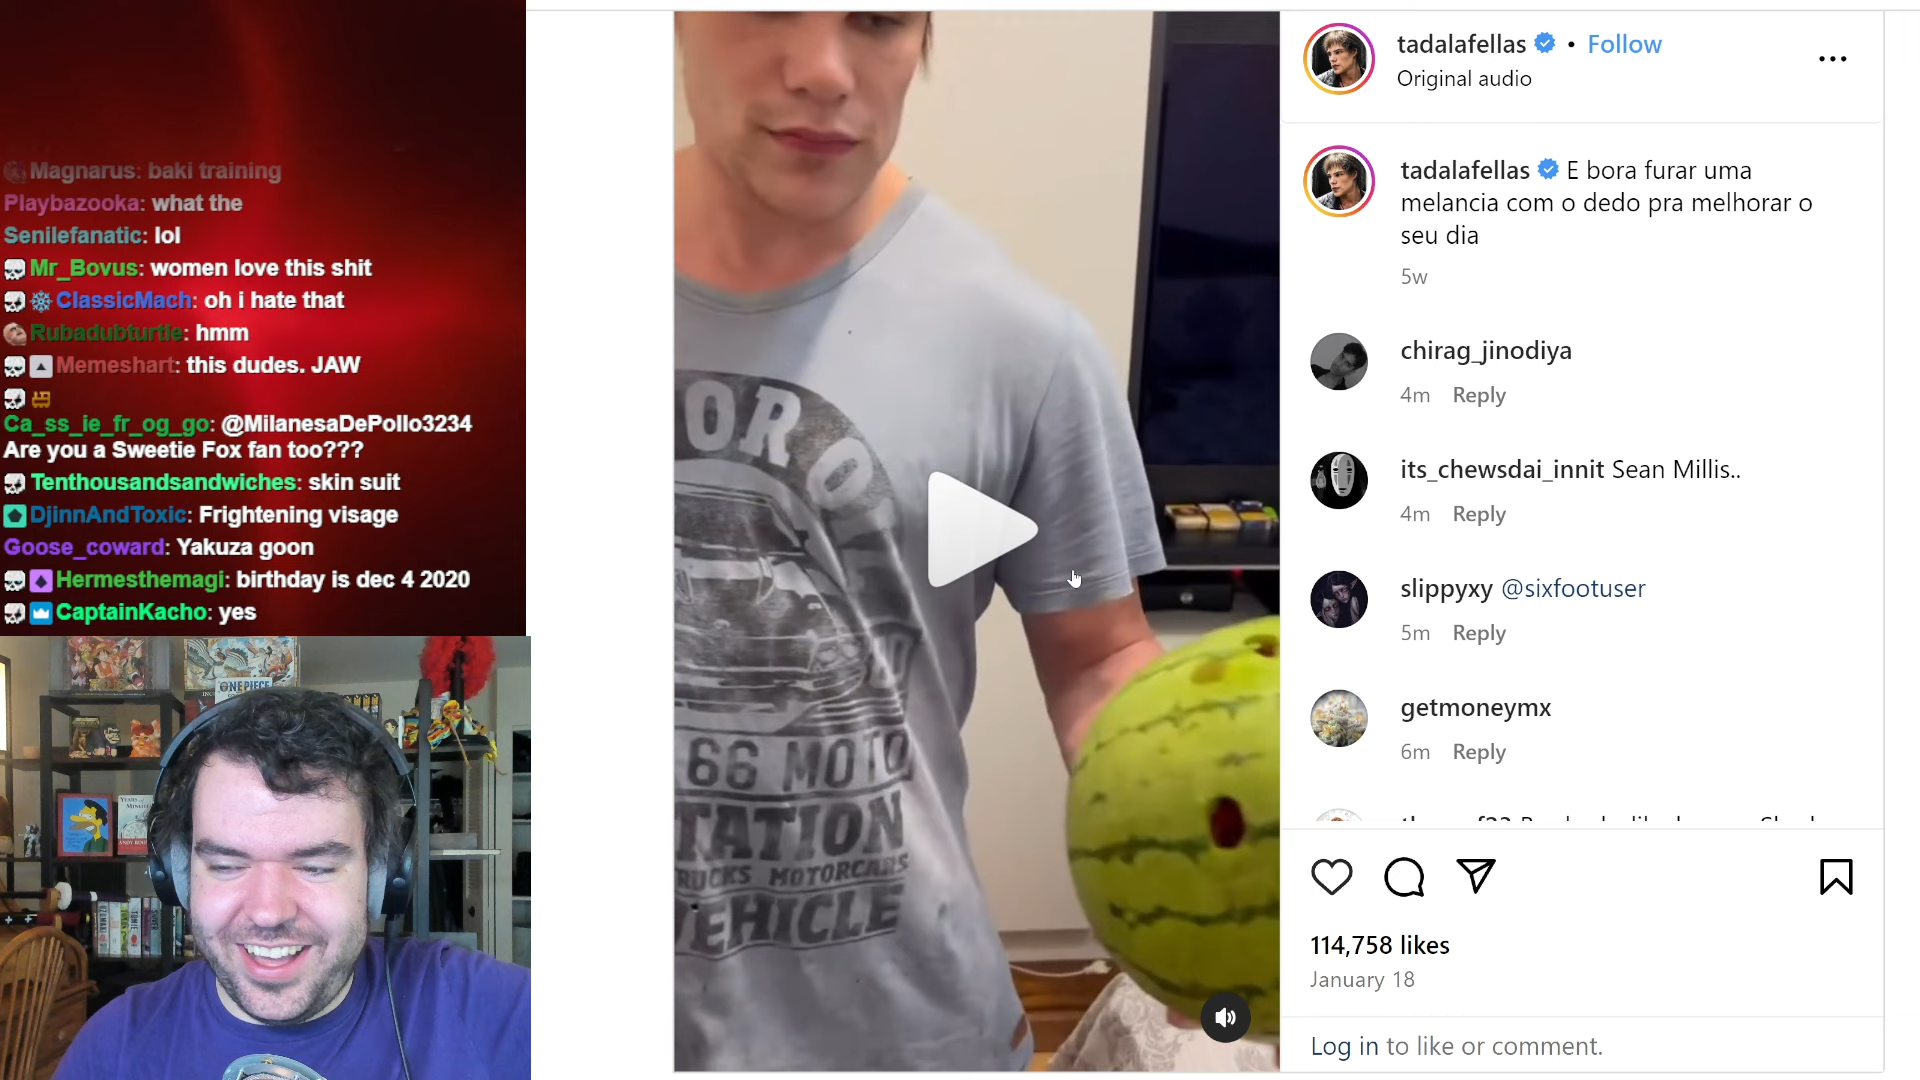 Magnarus: baki training
Playbazooka: what the
Senilefanatic: lol
Mr_Bovus: women love this shit
ClassicMach: oh i hate that
Rubadubturtle: hmm
Memeshart: this dudes. JAW
Ca_ss_ie_fr_og_go: @MilanesaDePollo3234
Are you a Sweetie Fox fan too???
Tenthousandsandwiches: skin suit
DjinnAndToxic: Frightening visage
Goose_coward: Yakuza goon
Hermesthemagi: birthday is dec 4 2020
CaptainKacho: yes
ONE PIECE
OR O
66 MOTO
TATION
RUCKS MOTORCARS
VEHICLE
tadalafellas • Follow
Original audio
tadalafellas E bora furar uma
melancia com o dedo pra melhorar o
seu dia
5w
chirag_jinodiya
4m Reply
its_chewsdai_innit Sean Millis..
4m Reply
slippyxy @sixfootuser
5m Reply
getmoneymx
6m Reply
114,758 likes
January 18
Log in to like or comment.